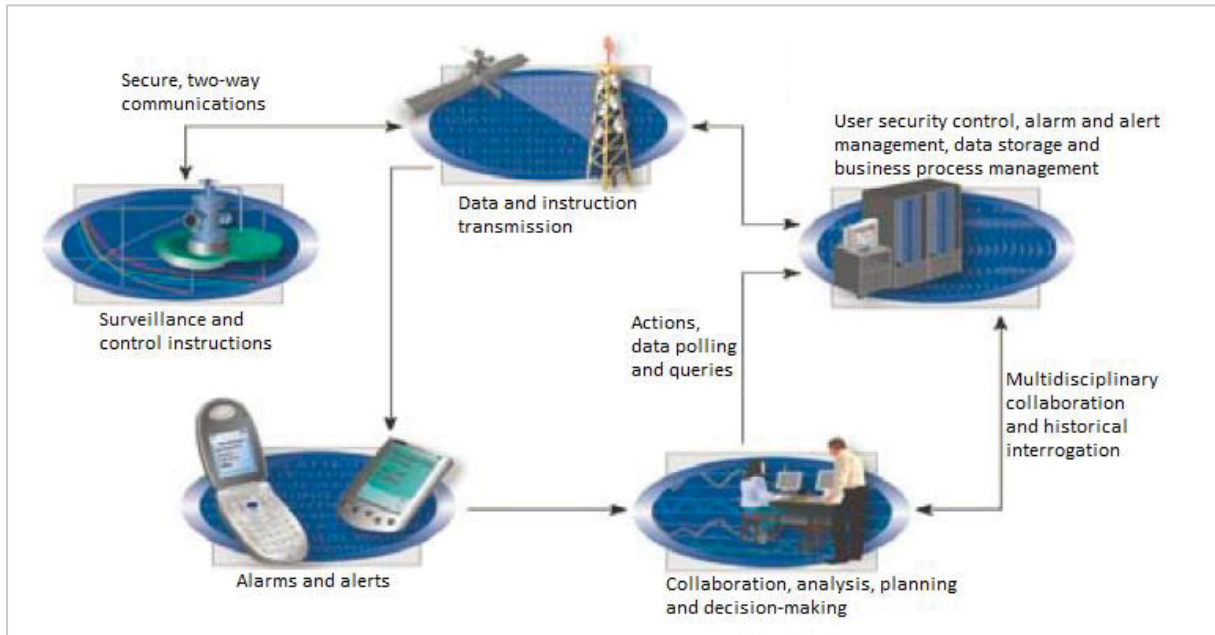 Secure, two-way
communications
User security control, alarm and alert
management, data storage and
business process management
Data and instruction
transmission
Surveillance and
control instructions
Actions,
data polling
and queries
Multidisciplinary
collaboration
and historical
interrogation
Alarms and alerts
Collaboration, analysis, planning
and decision-making